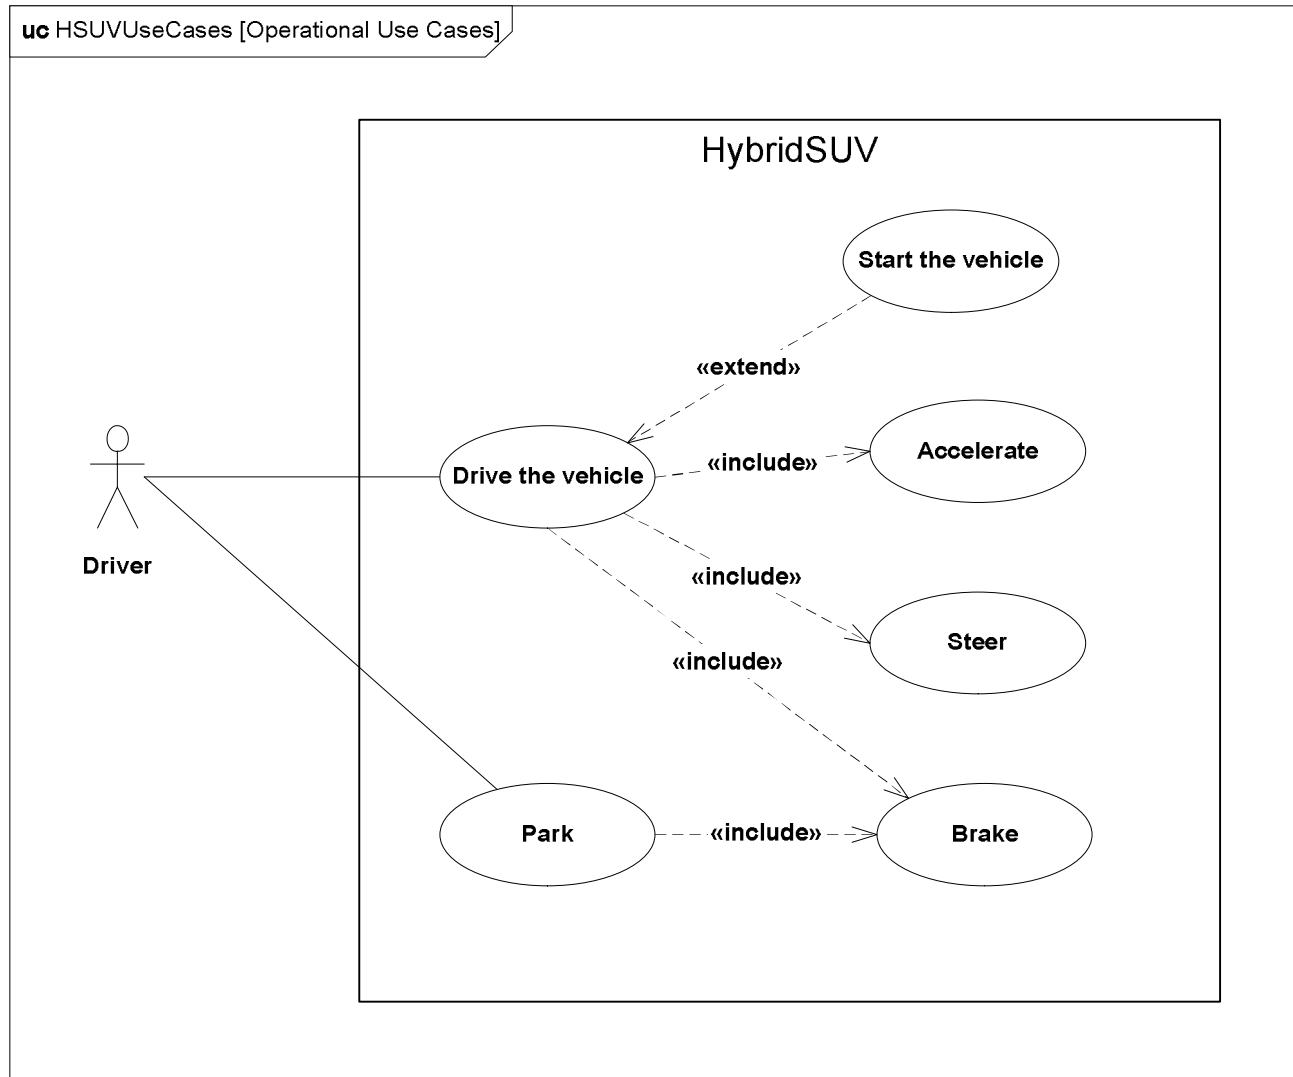 uc HSUVUseCases [Operational Use Cases]
HybridSUV
Start the vehicle
«extend»
Accelerate
«include»
Drive the vehicle
Driver
«include»
Steer
«include»
Park
«include»
Brake